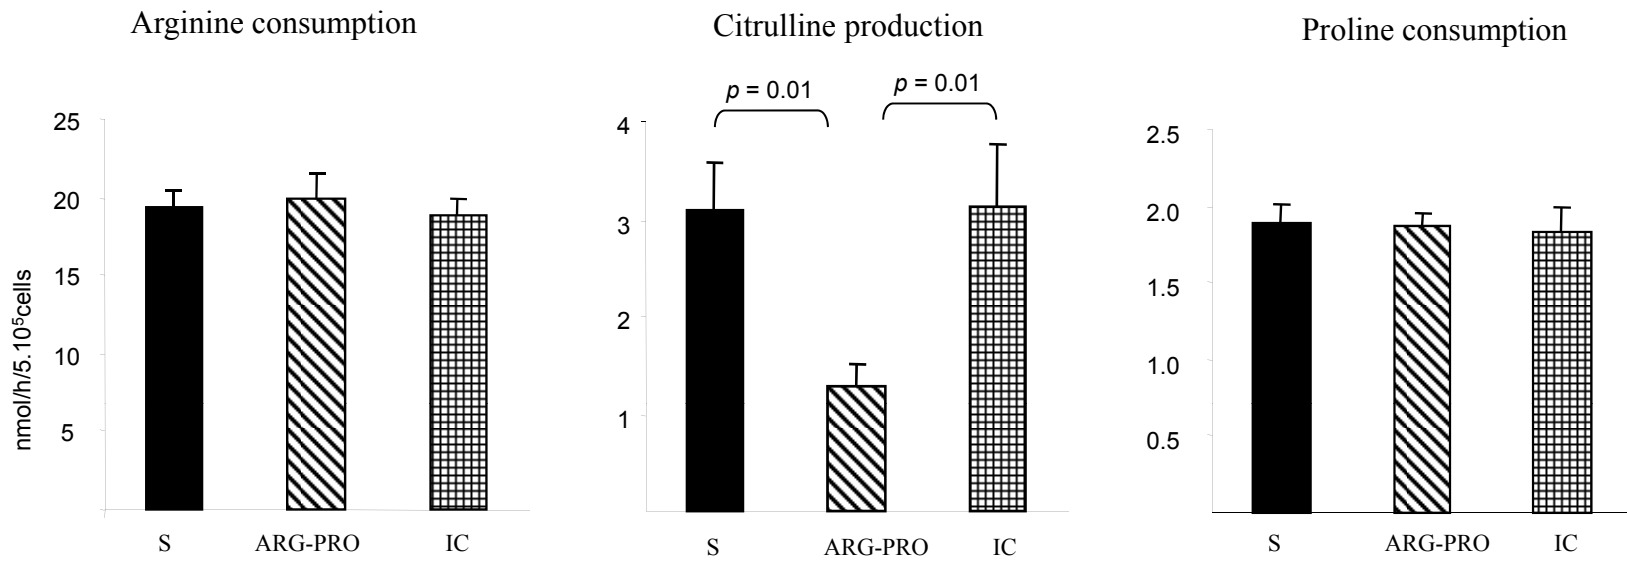 Arginine consumption
Citrulline production
Proline consumption
p = 0.01
p = 0.01
nmol/h/5.10⁵cells
25
20
15
10
5
S
ARG-PRO
IC
4
3
2
1
S
ARG-PRO
IC
2.5
2.0
1.5
1.0
0.5
S
ARG-PRO
IC